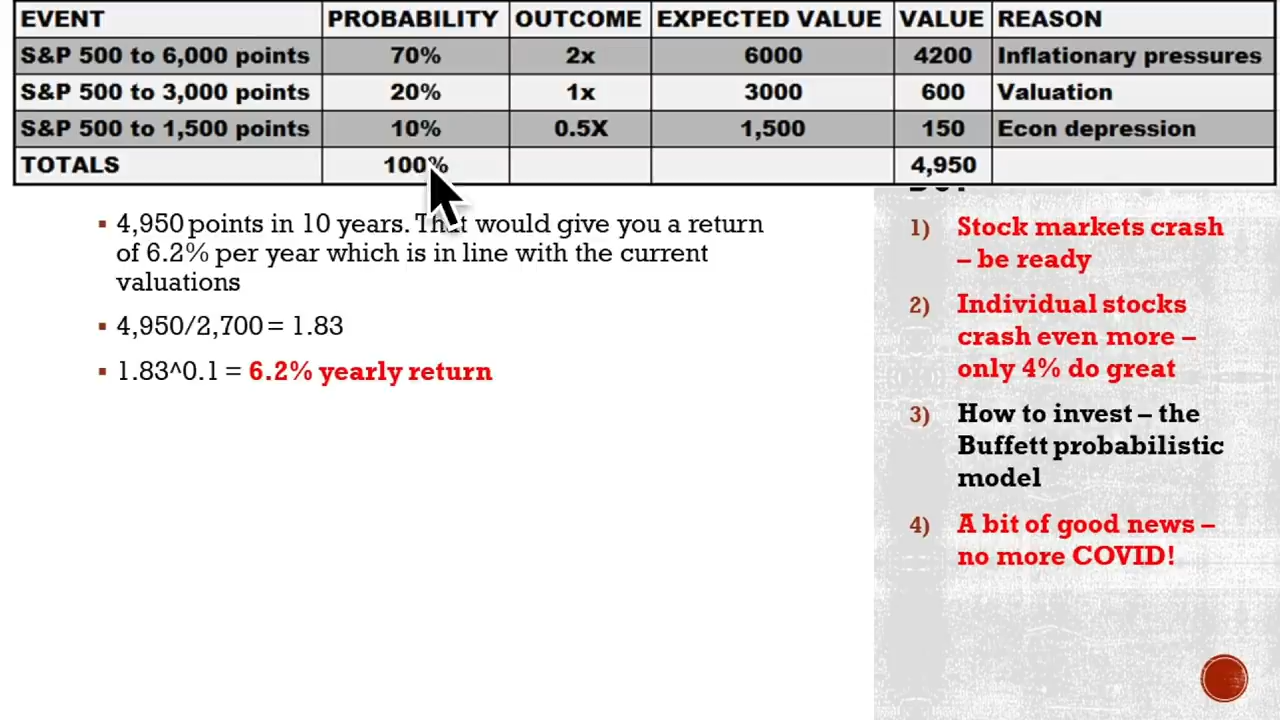 EVENT PROBABILITY OUTCOME EXPECTED VALUE VALUE REASON
S&P 500 to 6,000 points 70% 2x 6000 4200 Inflationary pressures
S&P 500 to 3,000 points 20% 1x 3000 600 Valuation
S&P 500 to 1,500 points 10% 0.5X 1,500 150 Econ depression
TOTALS 100% 4,950
▪ 4,950 points in 10 years. That would give you a return
of 6.2% per year which is in line with the current
valuations
▪ 4,950/2,700 = 1.83
▪ 1.83^0.1 = 6.2% yearly return
1) Stock markets crash
– be ready
2) Individual stocks
crash even more –
only 4% do great
3) How to invest – the
Buffett probabilistic
model
4) A bit of good news –
no more COVID!